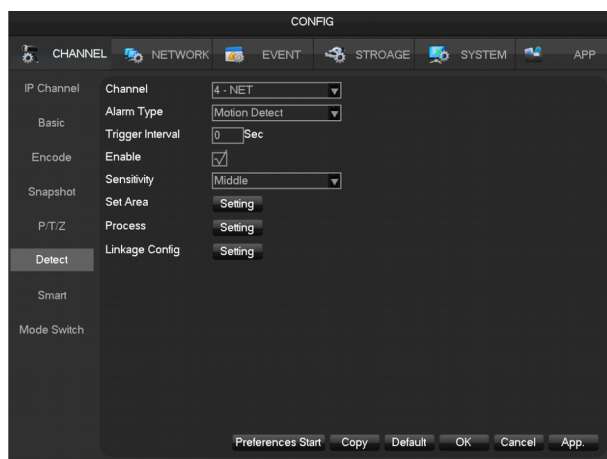 CONFIG
CHANNEL NETWORK EVENT STROAGE SYSTEM APP
IP Channel
Basic
Encode
Snapshot
P/T/Z
Detect
Smart
Mode Switch
Channel 4 - NET
Alarm Type Motion Detect
Trigger Interval 0 Sec
Enable
Sensitivity Middle
Set Area Setting
Process Setting
Linkage Config Setting
Preferences Start Copy Default OK Cancel App.